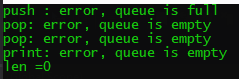 push : error, queue is full
pop: error, queue is empty
pop: error, queue is empty
print: error, queue is empty
len =0